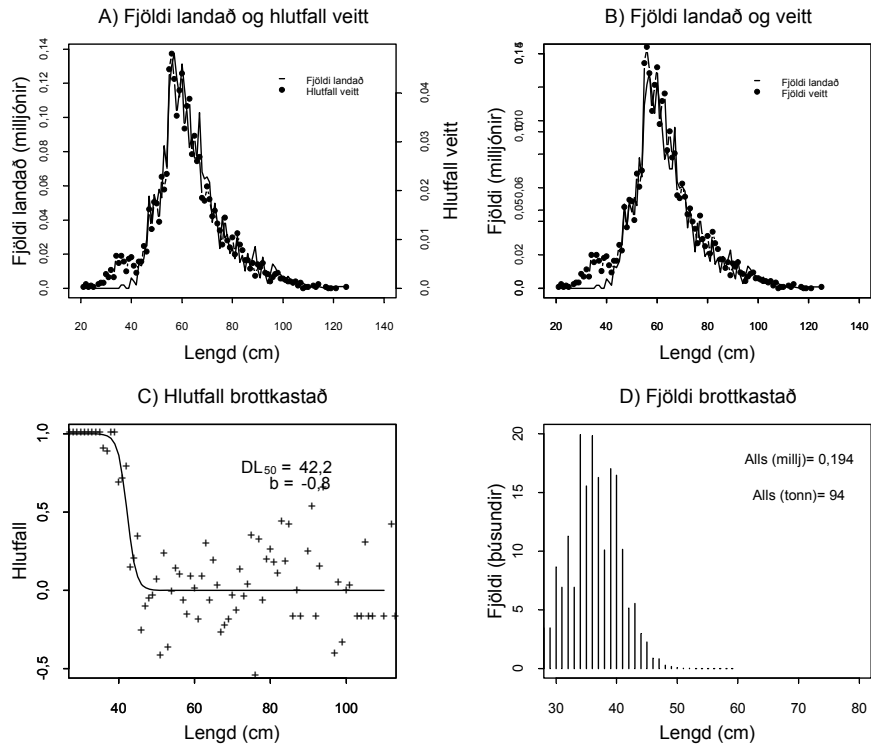 A) Fjöldi landað og hlutfall veitt
Fjöldi landað (milljónir)
0,14
0,12
0,10
0,08
0,06
0,04
0,02
0,0
Fjöldi landað
Hlutfall veitt
0,04
0,03
0,02
0,01
0,0
Hlutfall veitt
20 40 60 80 100 120 140
Lengd (cm)
B) Fjöldi landað og veitt
Fjöldi (milljónir)
0,06
0,02
Fjöldi landað
Fjöldi veitt
20 40 60 80 100 120 140
Lengd (cm)
C) Hlutfall brottkastað
Hlutfall
1,0
0,5
0,0
-0,5
DL50 = 42,2
b = -0,8
40 60 80 100
Lengd (cm)
D) Fjöldi brottkastað
Fjöldi (þúsundir)
20
15
10
5
0
Alls (millj)= 0,194
Alls (tonn)= 94
30 40 50 60 70 80
Lengd (cm)